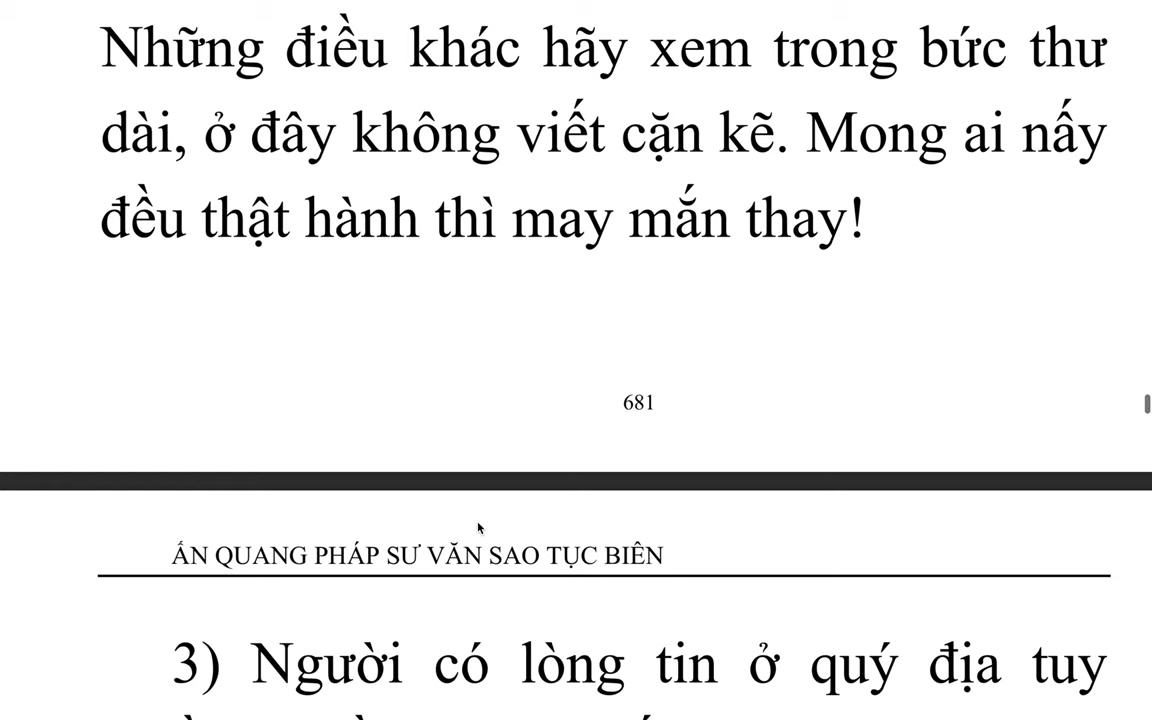 Những điều khác hãy xem trong bức thư
dài, ở đây không viết cặn kẽ. Mong ai nấy
đều thật hành thì may mắn thay!
681
ẤN QUANG PHÁP SƯ VĂN SAO TỤC BIÊN
3) Người có lòng tin ở quý địa tuy